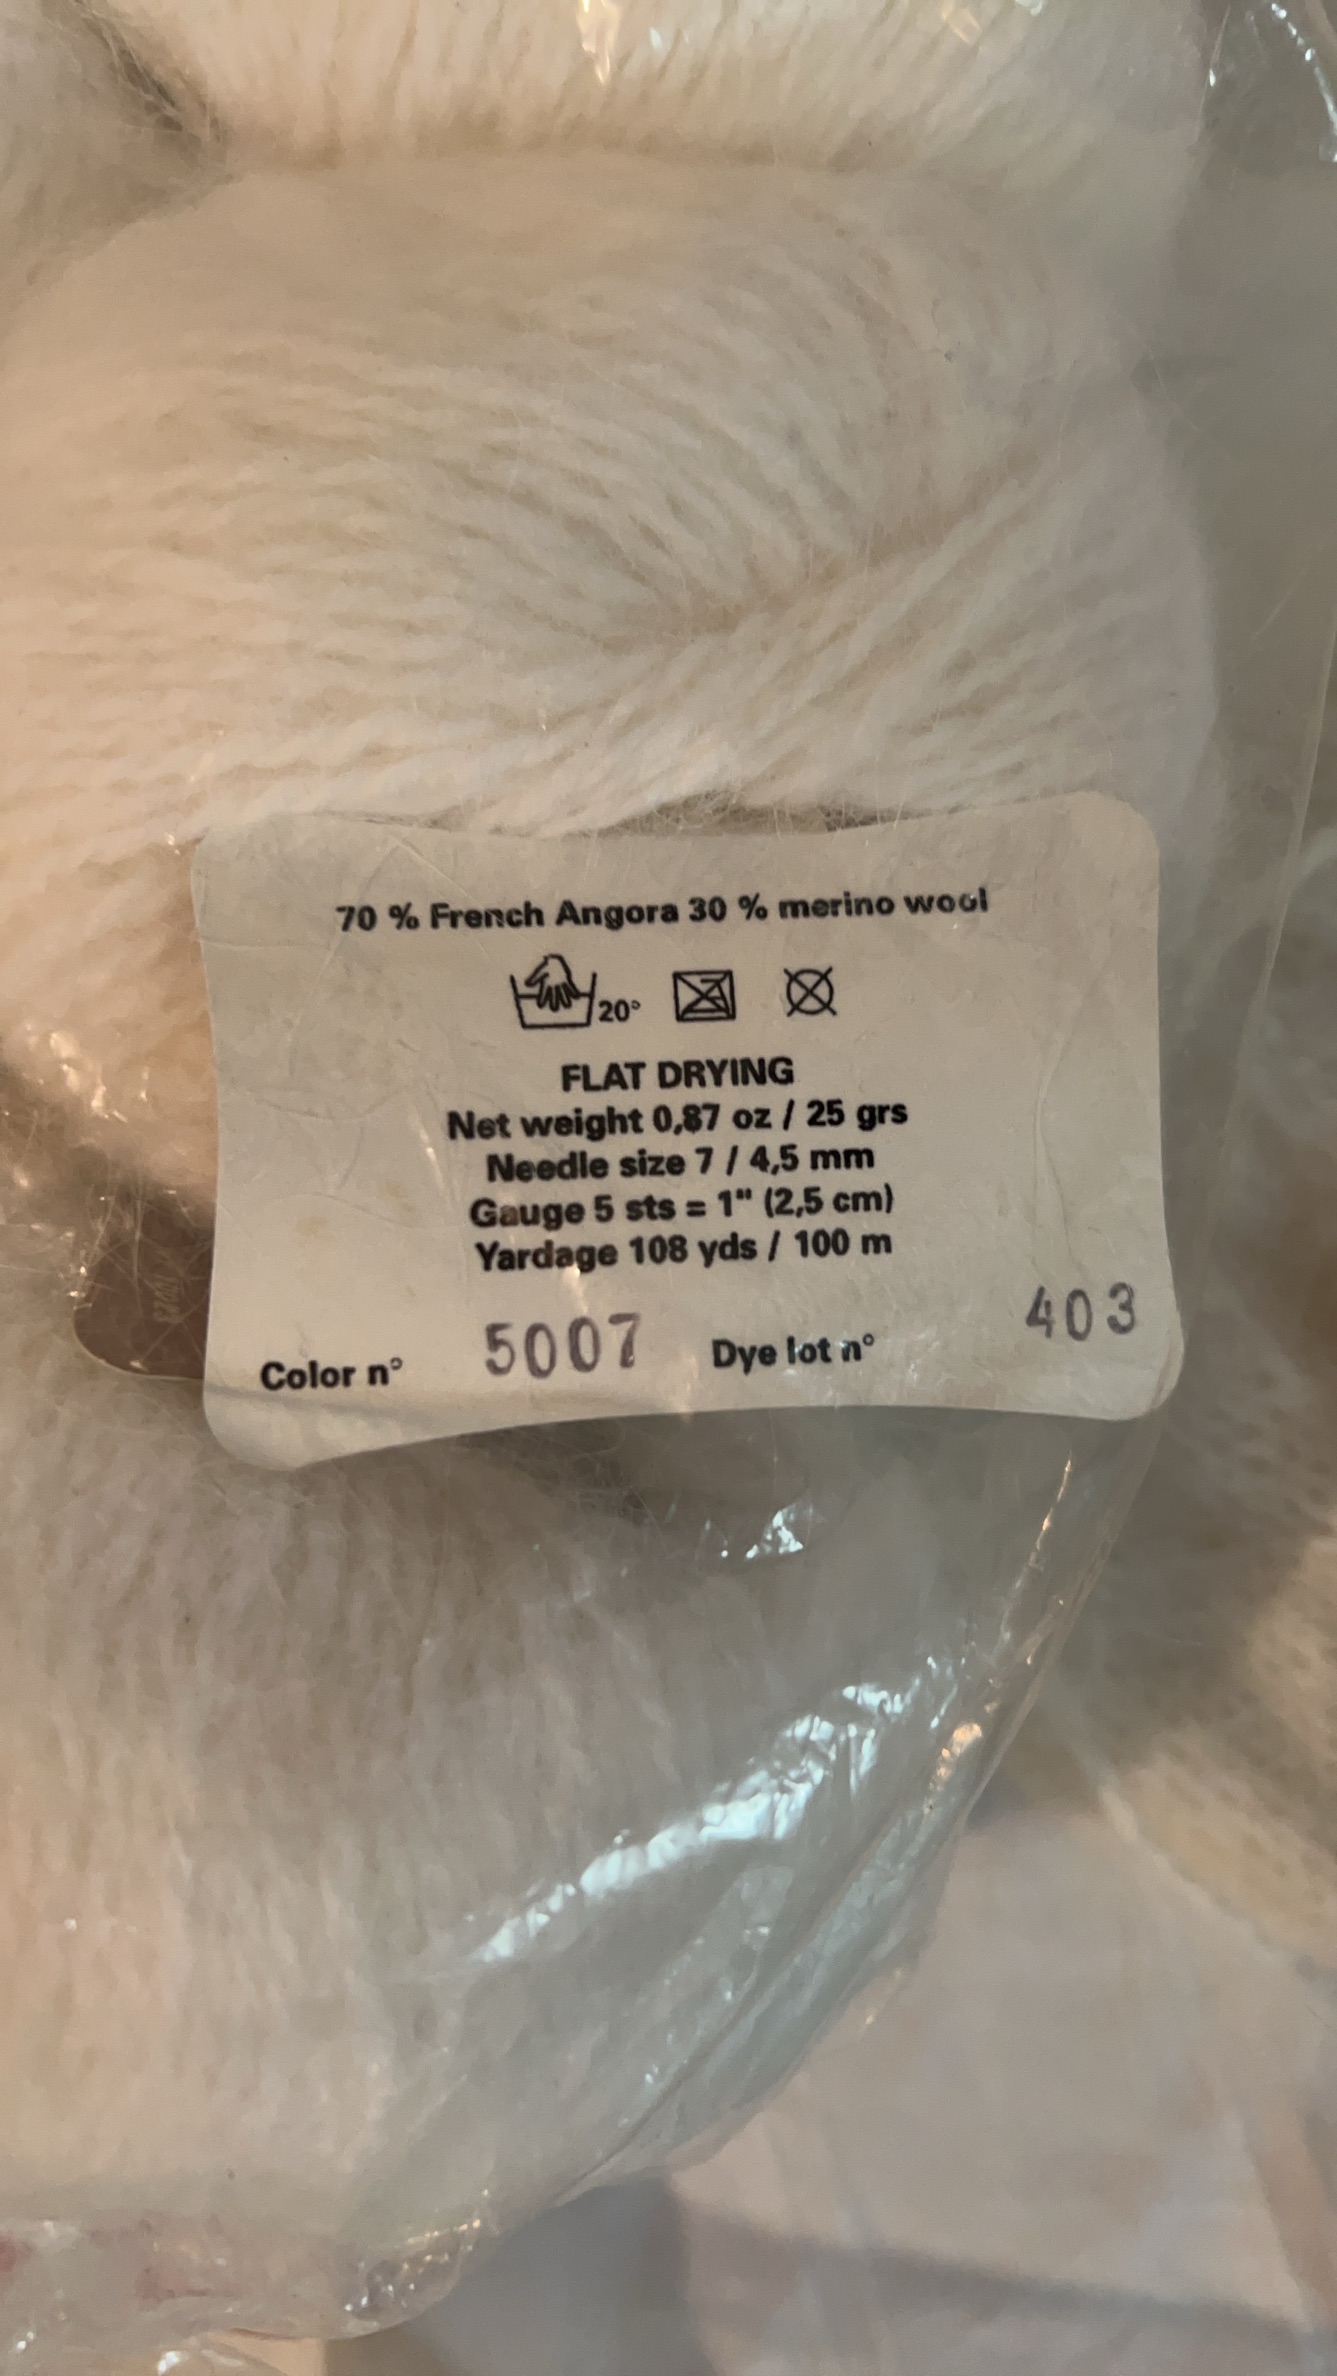 70 % French Angora 30 % merino wool
20°
FLAT DRYING
Net weight 0,87 oz / 25 grs
Needle size 7 / 4,5 mm
Gauge 5 sts = 1" (2,5 cm)
Yardage 108 yds / 100 m
Color n° 5007 Dye lot n° 403